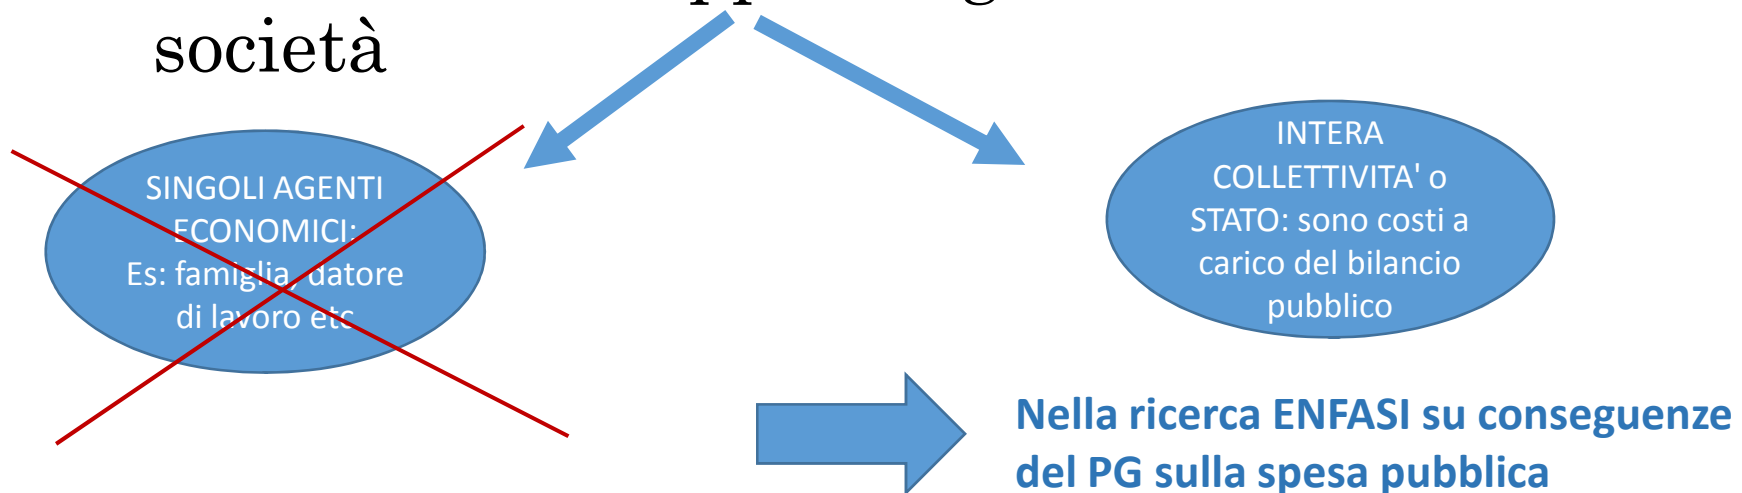 società
SINGOLI AGENTI
ECONOMICI:
Es: famiglia, datore
di lavoro etc
INTERA
COLLETTIVITA' o
STATO: sono costi a
carico del bilancio
pubblico
Nella ricerca ENFASI su conseguenze
del PG sulla spesa pubblica